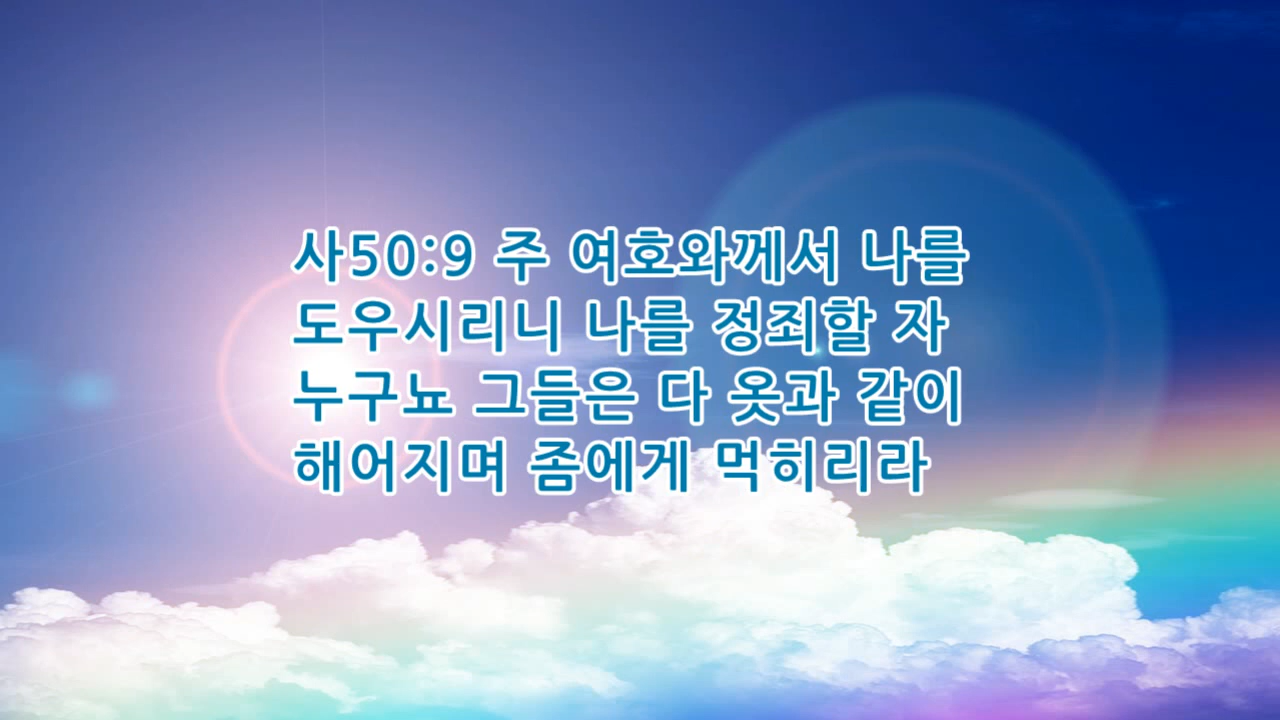 사50:9 주 여호와께서 나를
도우시리니 나를 정죄할 자
누구뇨 그들은 다 옷과 같이
해어지며 좀에게 먹히리라